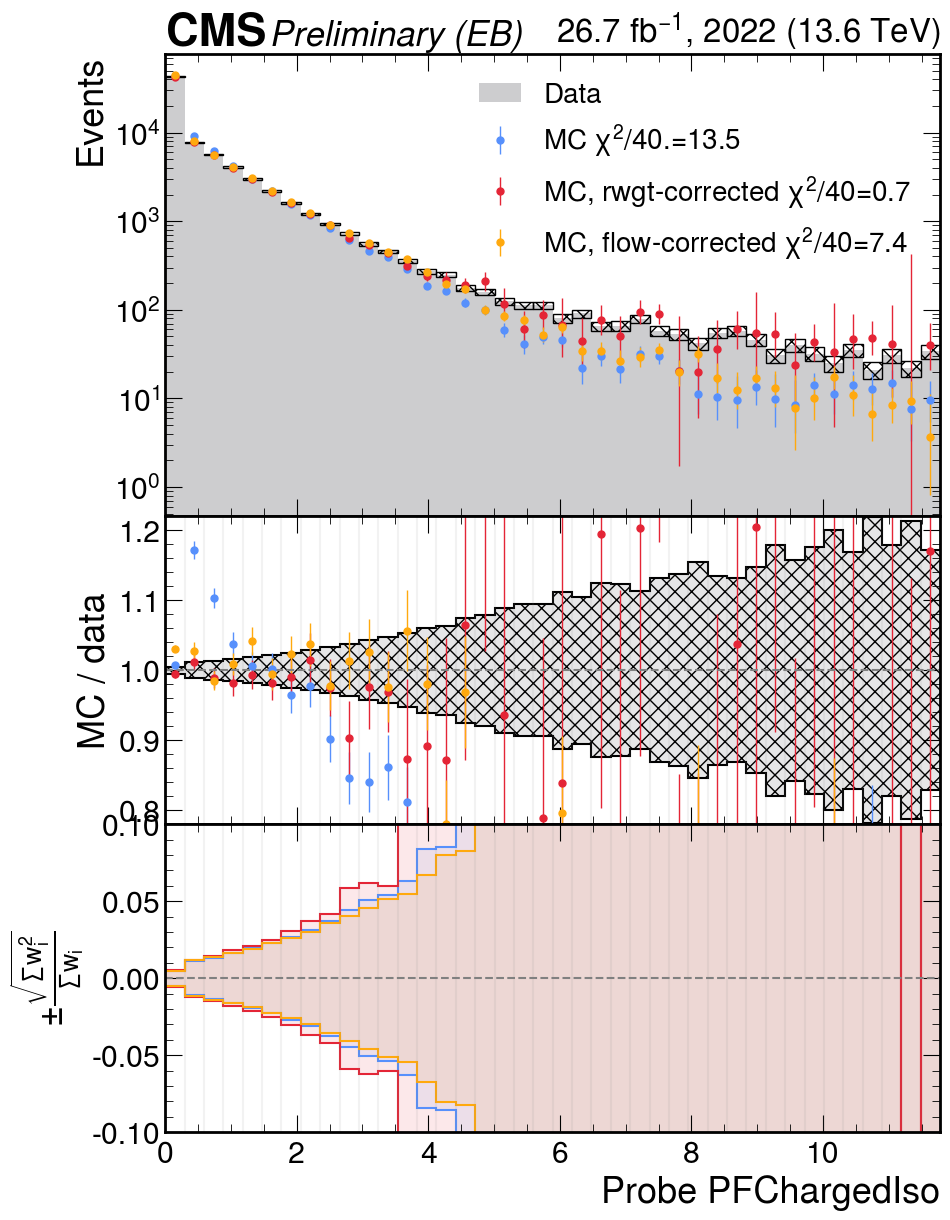 CMS Preliminary (EB) 26.7 fb⁻¹, 2022 (13.6 TeV)
Events
Data
MC χ²/40.=13.5
MC, rwgt-corrected χ²/40=0.7
MC, flow-corrected χ²/40=7.4
10⁴
10³
10²
10¹
10⁰
MC / data
1.2
1.1
1.0
0.9
0.8
±√Σwᵢ² / Σwᵢ
0.10
0.05
0.00
-0.05
-0.10
0 2 4 6 8 10
Probe PFChargedIso